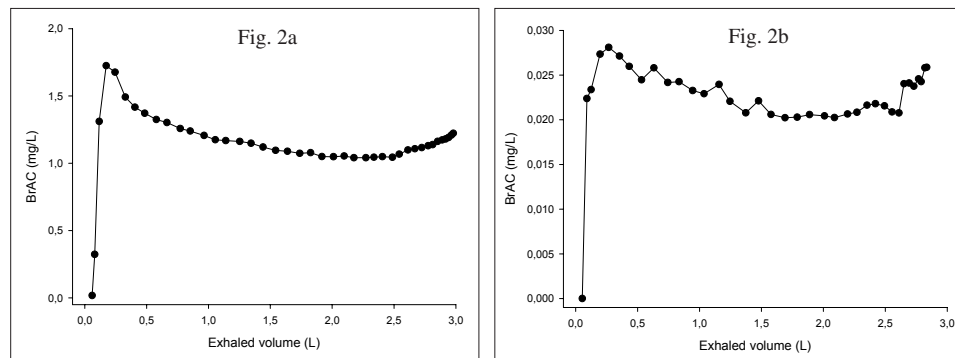 Fig. 2a
2,0
1,5
1,0
0,5
0,0
BrAC (mg/L)
0,0 0,5 1,0 1,5 2,0 2,5 3,0
Exhaled volume (L)
Fig. 2b
0,030
0,025
0,020
0,015
0,010
0,005
0,000
BrAC (mg/L)
0,0 0,5 1,0 1,5 2,0 2,5 3,0
Exhaled volume (L)